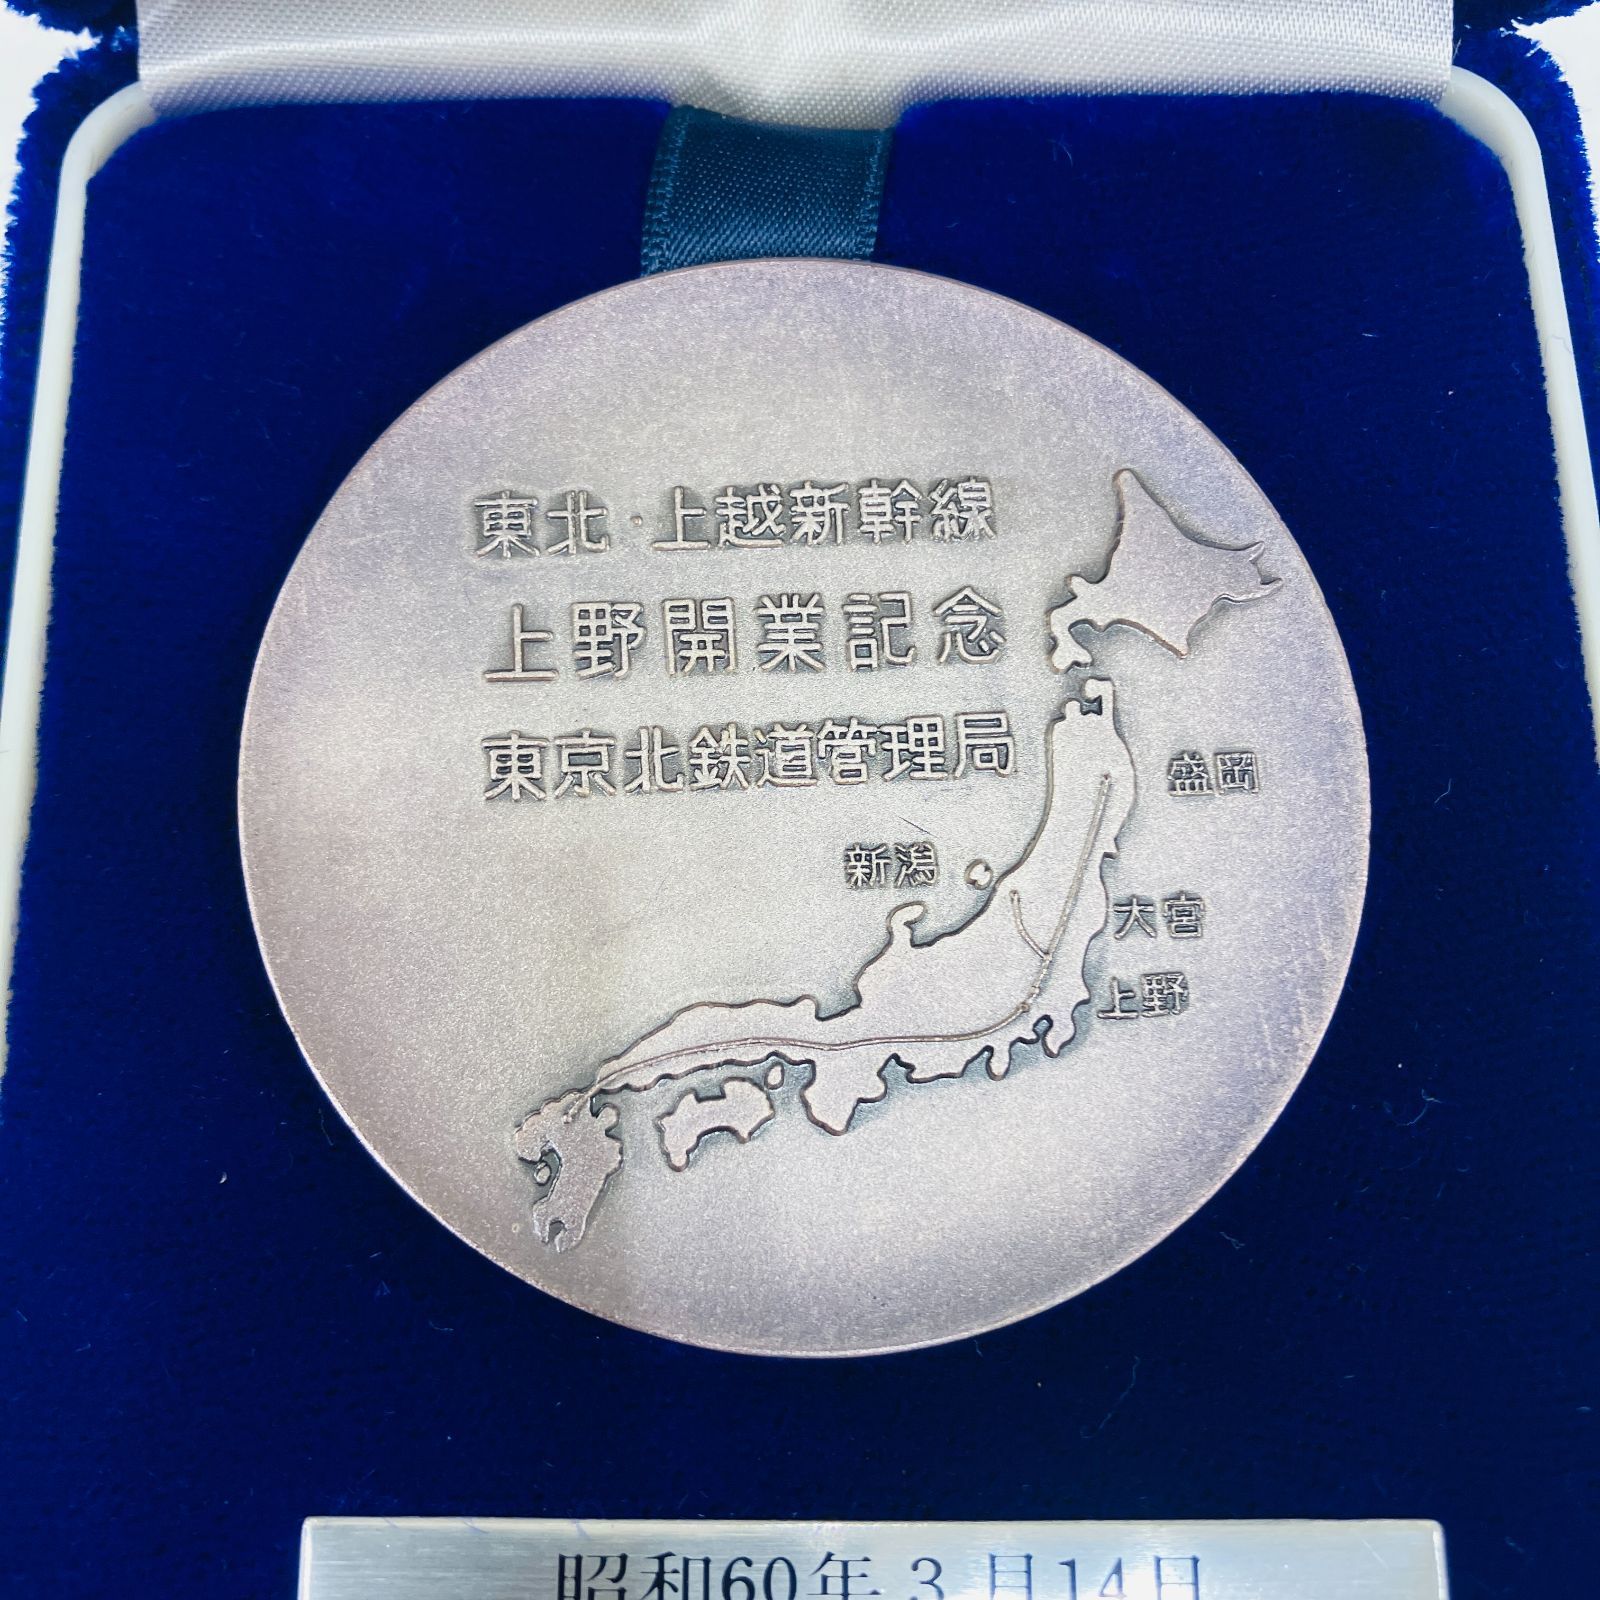 東北・上越新幹線
上野開業記念
東京北鉄道管理局
盛岡
新潟
大宮
上野
昭和60年3月14日